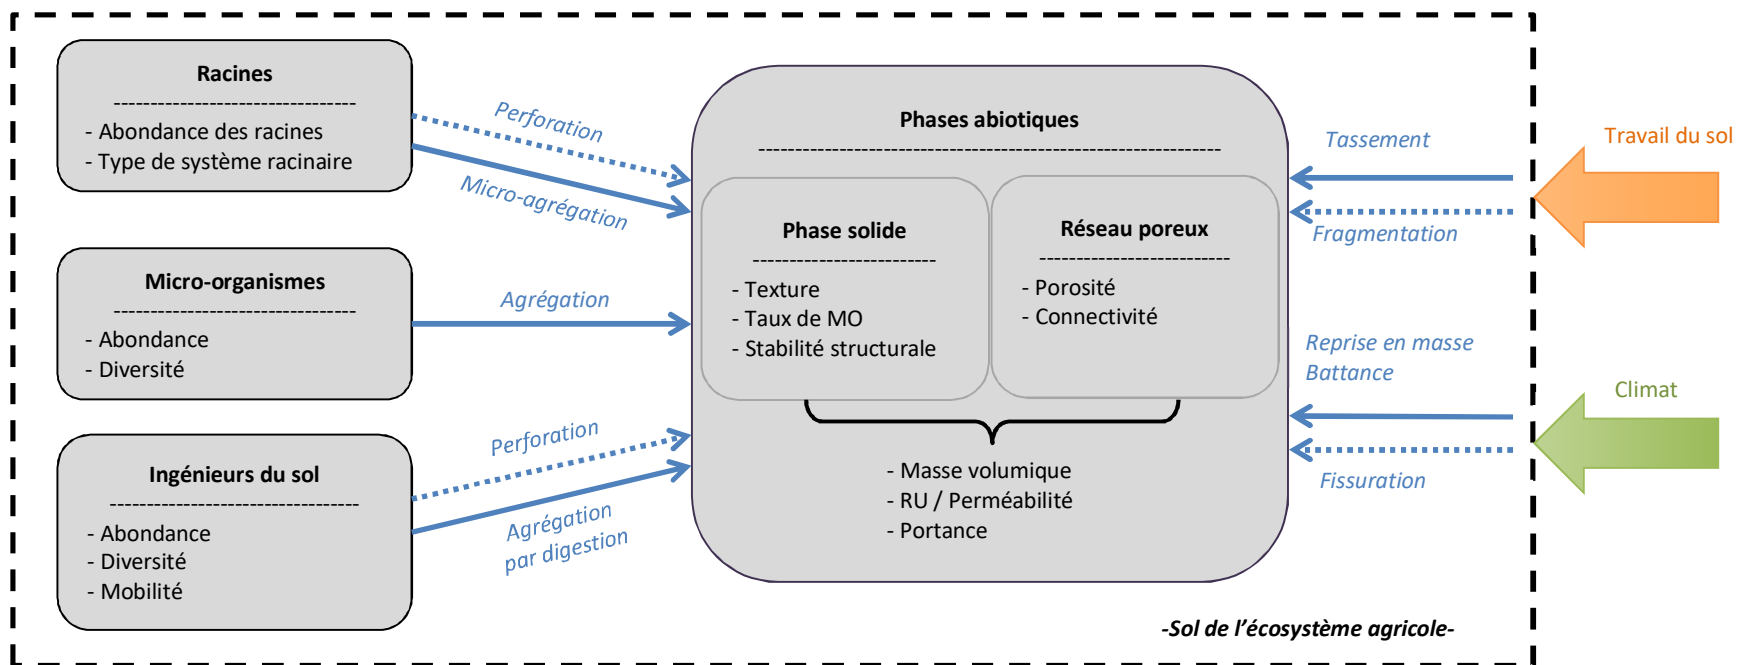 Racines
- Abondance des racines
- Type de système racinaire
Perforation
Micro-agrégation
Micro-organismes
- Abondance
- Diversité
Agrégation
Ingénieurs du sol
- Abondance
- Diversité
- Mobilité
Perforation
Agrégation
par digestion
Phases abiotiques
Phase solide
- Texture
- Taux de MO
- Stabilité structurale
Réseau poreux
- Porosité
- Connectivité
- Masse volumique
- RU / Perméabilité
- Portance
Tassement
Fragmentation
Reprise en masse
Battance
Fissuration
Travail du sol
Climat
-Sol de l’écosystème agricole-